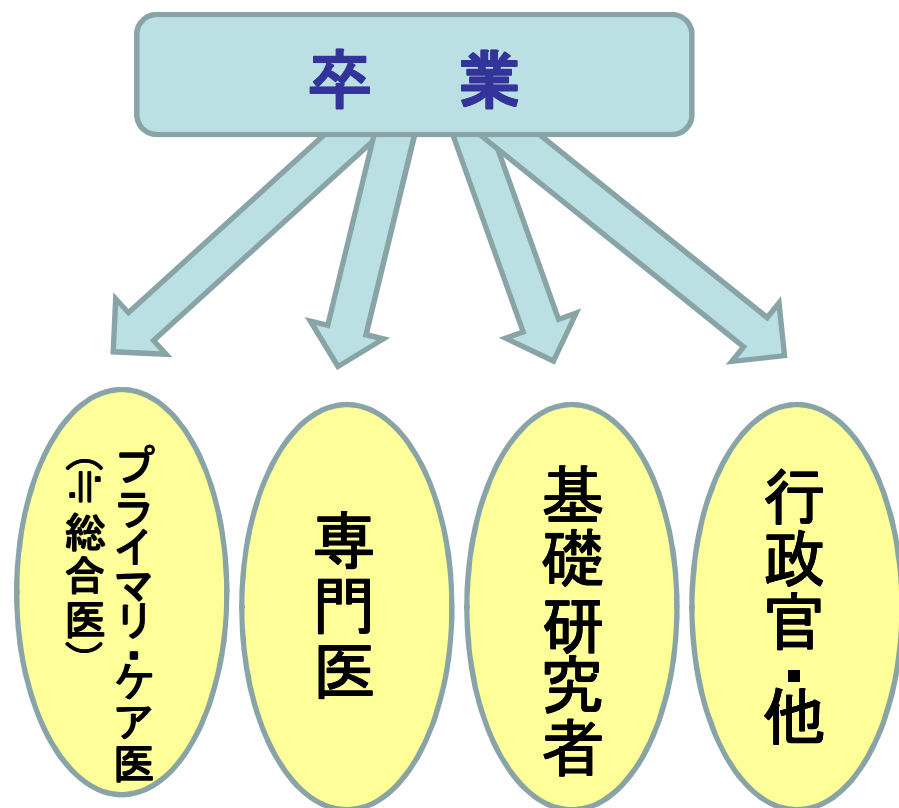 卒　業
プライマリ・ケア医
（≒総合医）
専門医
基礎研究者
行政官・他